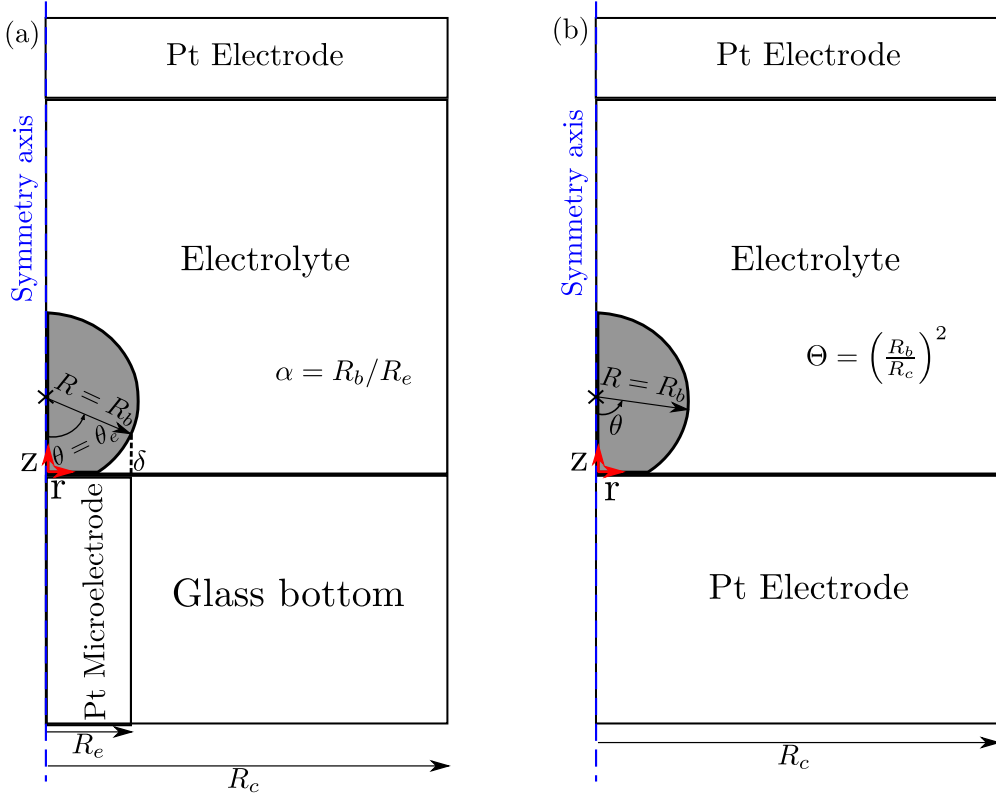 (a)
Pt Electrode
Symmetry axis
Electrolyte
α = R_b/R_e
R = R_b
θ = θ_e
δ
z
r
Pt Microelectrode
Glass bottom
R_e
R_c
(b)
Pt Electrode
Symmetry axis
Electrolyte
Θ = (R_b/R_c)^2
R = R_b
θ
z
r
Pt Electrode
R_c